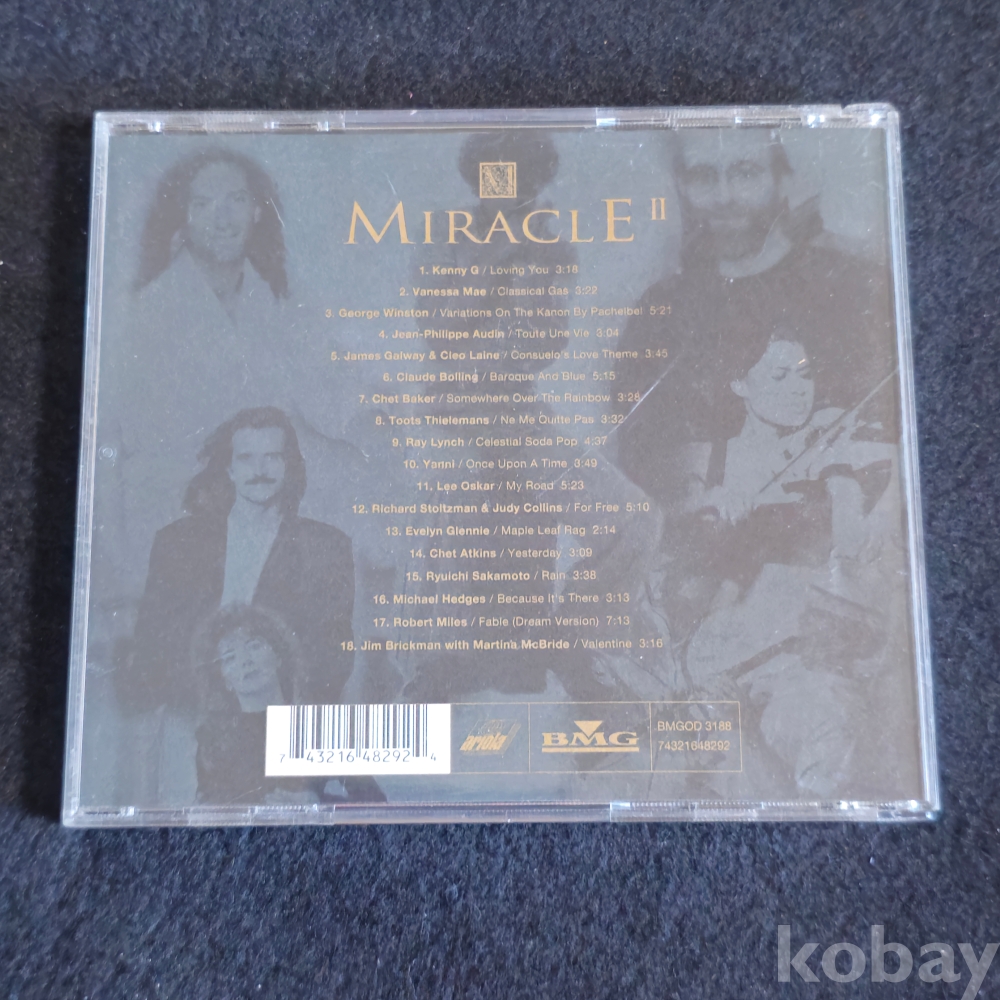 MIRACLE II
1. Kenny G / Loving You 3:18
2. Vanessa Mae / Classical Gas 3:22
3. George Winston / Variations On The Kanon By Pachelbel 5:21
4. Jean-Philippe Audin / Toute Une Vie 3:04
5. James Galway & Cleo Laine / Consuelo's Love Theme 3:45
6. Claude Bolling / Baroque And Blue 5:15
7. Chet Baker / Somewhere Over The Rainbow 3:28
8. Toots Thielemans / Ne Me Quitte Pas 3:32
9. Ray Lynch / Celestial Soda Pop 4:37
10. Yanni / Once Upon A Time 3:49
11. Lee Oskar / My Road 5:23
12. Richard Stoltzman & Judy Collins / For Free 5:10
13. Evelyn Glennie / Maple Leaf Rag 2:14
14. Chet Atkins / Yesterday 3:09
15. Ryuichi Sakamoto / Rain 3:38
16. Michael Hedges / Because It's There 3:13
17. Robert Miles / Fable (Dream Version) 7:13
18. Jim Brickman with Martina McBride / Valentine 3:16
7 43216 48292 4
ariola
BMG
BMGOD 3188
74321648292
kobay